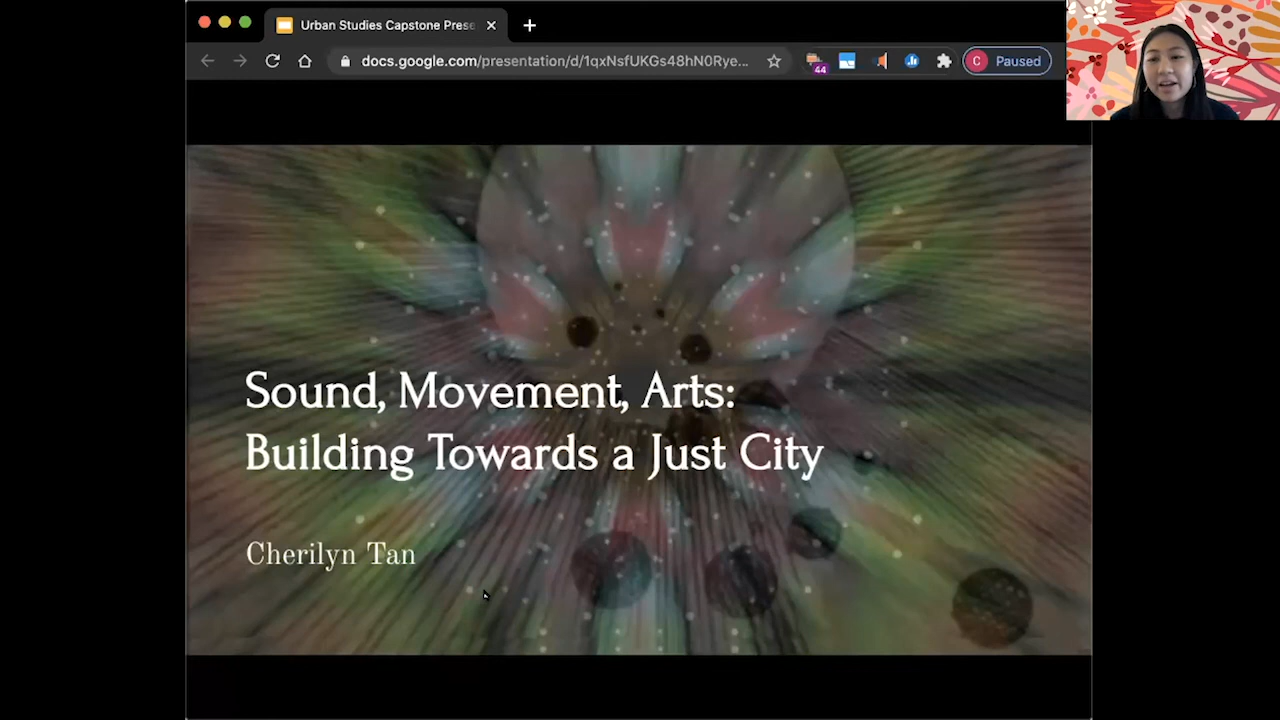 Urban Studies Capstone Prese
docs.google.com/presentation/d/1qxNsfUKGs48hN0Rye...
44
C
Paused
Sound, Movement, Arts:
Building Towards a Just City
Cherilyn Tan